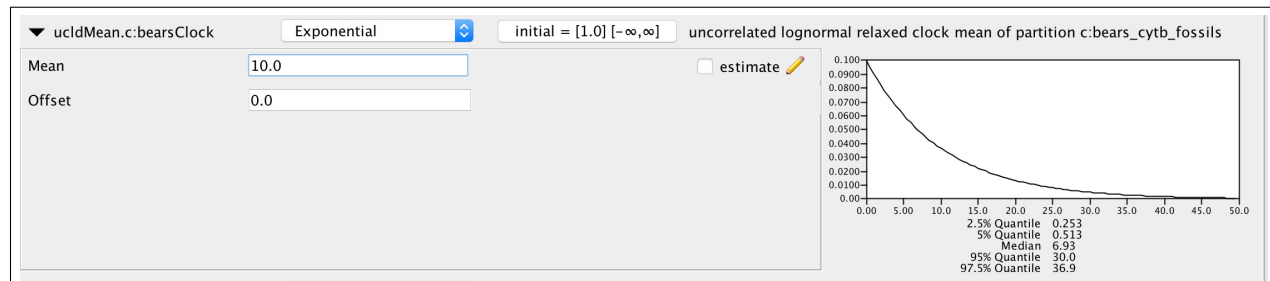 ▼ ucldMean.c:bearsClock Exponential initial = [1.0] [-∞,∞] uncorrelated lognormal relaxed clock mean of partition c:bears_cytb_fossils
Mean 10.0 estimate
Offset 0.0
0.100
0.0900
0.0800
0.0700
0.0600
0.0500
0.0400
0.0300
0.0200
0.0100
0.00
0.00 5.00 10.0 15.0 20.0 25.0 30.0 35.0 40.0 45.0 50.0
2.5% Quantile 0.253
5% Quantile 0.513
Median 6.93
95% Quantile 30.0
97.5% Quantile 36.9